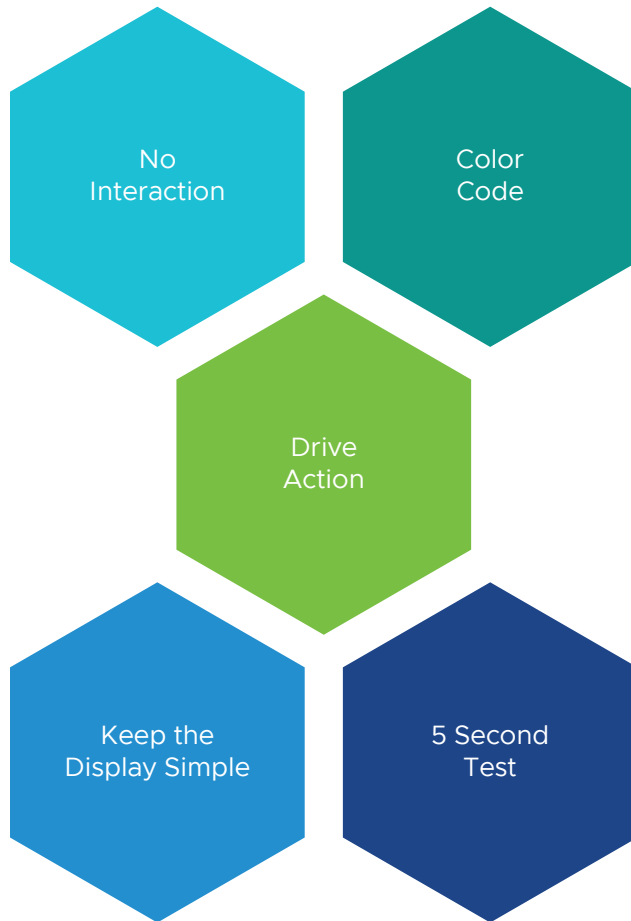 No
Interaction
Color
Code
Drive
Action
Keep the
Display Simple
5 Second
Test